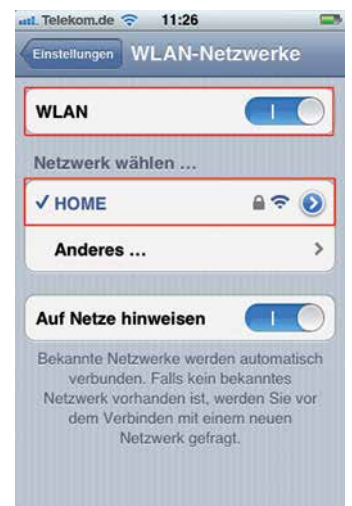 Telekom.de 11:26
Einstellungen WLAN-Netzwerke
WLAN
Netzwerk wählen ...
HOME
Anderes ...
Auf Netze hinweisen
Bekannte Netzwerke werden automatisch
verbunden. Falls kein bekanntes
Netzwerk vorhanden ist, werden Sie vor
dem Verbinden mit einem neuen
Netzwerk gefragt.